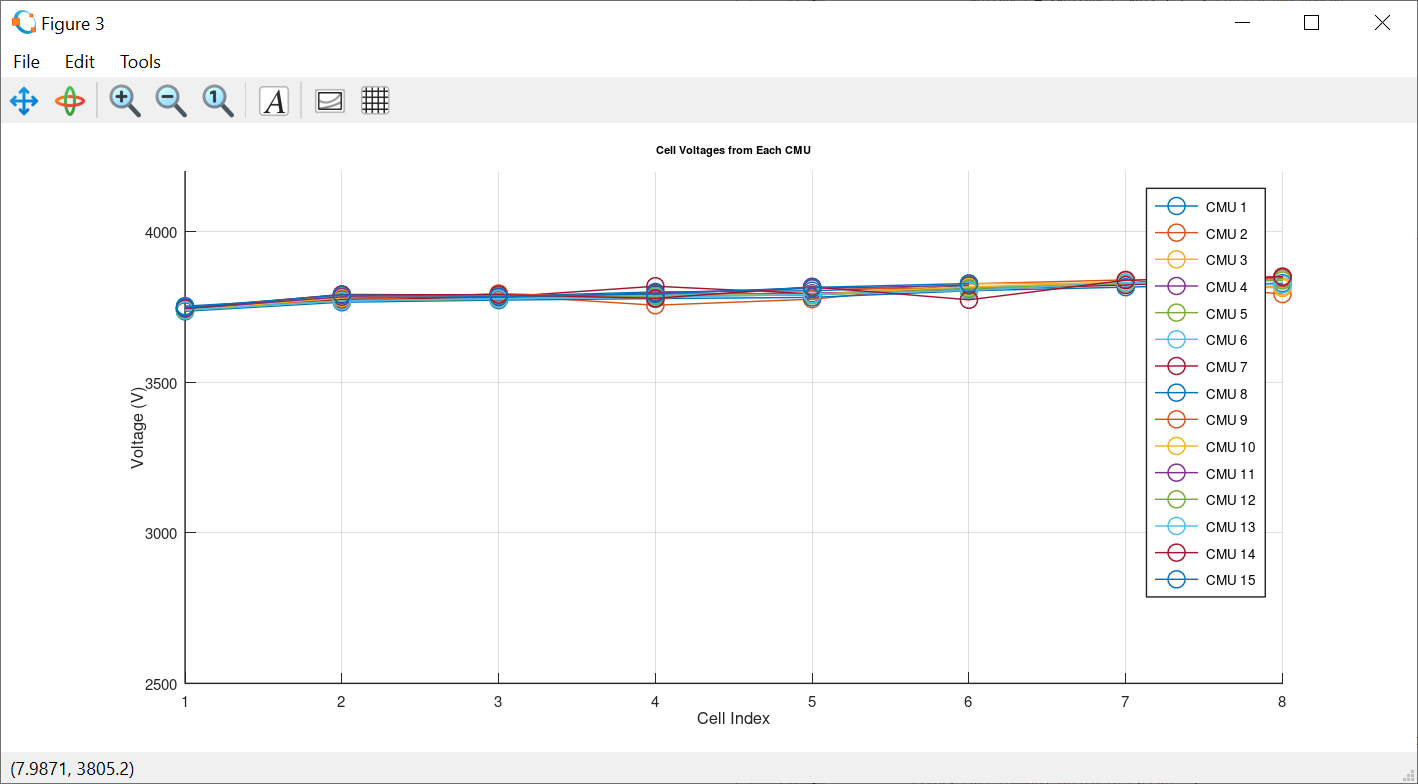 Figure 3
File Edit Tools
1
A
Cell Voltages from Each CMU
4000
3500
3000
2500
Voltage (V)
1 2 3 4 5 6 7 8
Cell Index
CMU 1
CMU 2
CMU 3
CMU 4
CMU 5
CMU 6
CMU 7
CMU 8
CMU 9
CMU 10
CMU 11
CMU 12
CMU 13
CMU 14
CMU 15
(7.9871, 3805.2)